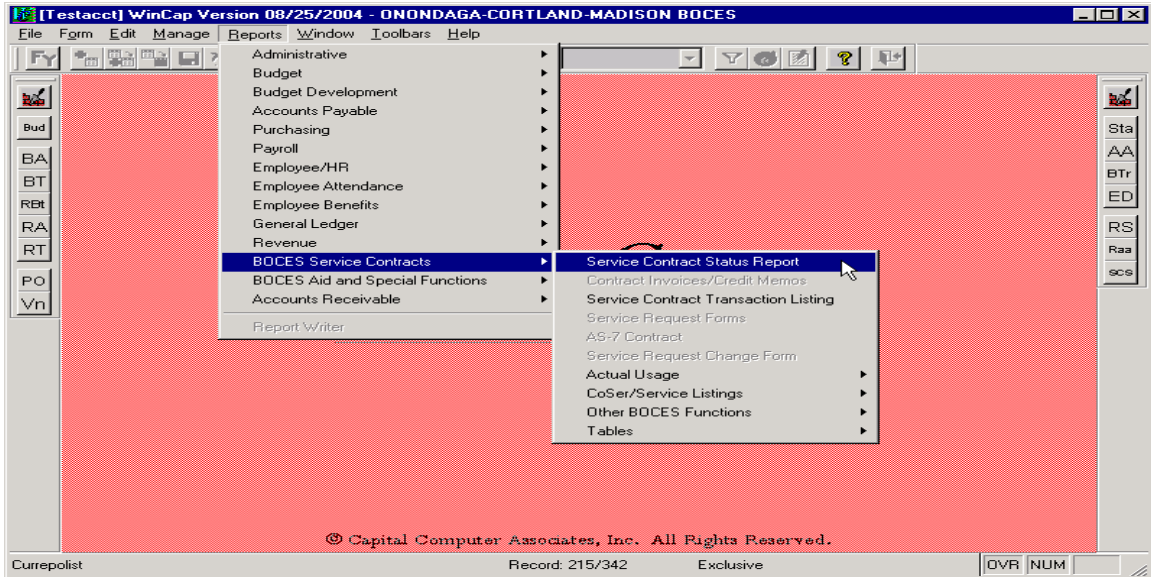 [Testacct] WinCap Version 08/25/2004 - ONONDAGA-CORTLAND-MADISON BOCES
File Form Edit Manage Reports Window Toolbars Help
FY
Administrative
Budget
Budget Development
Accounts Payable
Purchasing
Payroll
Employee/HR
Employee Attendance
Employee Benefits
General Ledger
Revenue
BOCES Service Contracts
BOCES Aid and Special Functions
Accounts Receivable
Report Writer
Service Contract Status Report
Contract Invoices/Credit Memos
Service Contract Transaction Listing
Service Request Forms
AS-7 Contract
Service Request Change Form
Actual Usage
CoSer/Service Listings
Other BOCES Functions
Tables
Bud
BA
BT
RBt
RA
RT
PO
Vn
Sta
AA
BTr
ED
RS
Raa
scs
© Capital Computer Associates, Inc. All Rights Reserved.
Currepolist Record: 215/342 Exclusive OVR NUM